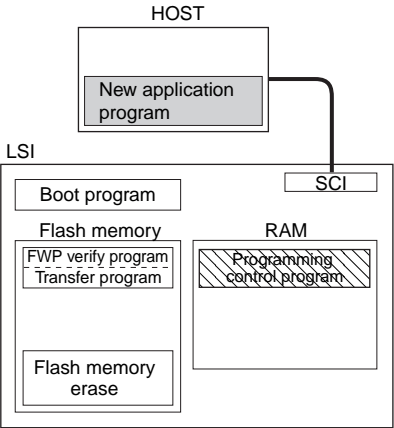 HOST
New application
program
LSI
SCI
Boot program
Flash memory
RAM
FWP verify program
Transfer program
Programming
control program
Flash memory
erase